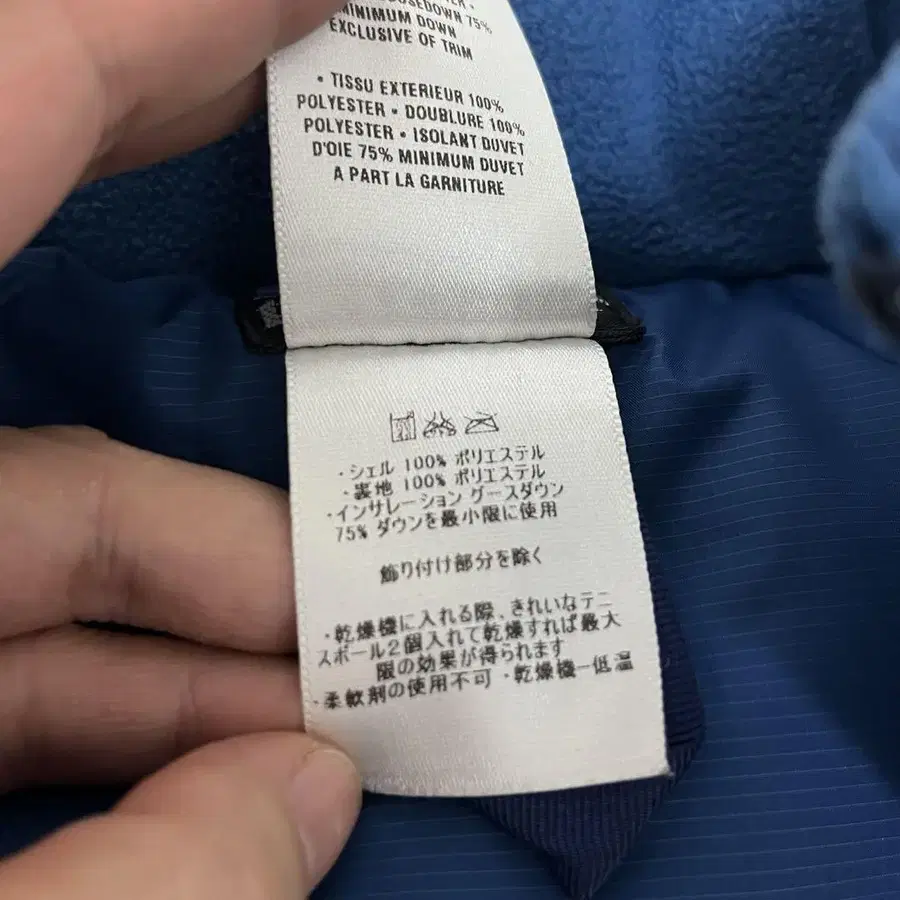 GOOSEDOWN 75%
MINIMUM DOWN
EXCLUSIVE OF TRIM
• TISSU EXTERIEUR 100%
POLYESTER • DOUBLURE 100%
POLYESTER • ISOLANT DUVET
D'OIE 75% MINIMUM DUVET
A PART LA GARNITURE
・シェル 100% ポリエステル
・裏地 100% ポリエステル
・インサレーション グースダウン
75% ダウンを最小限に使用
飾り付け部分を除く
・乾燥機に入れる際、きれいなテニ
スボール2個入れて乾燥すれば最大
限の効果が得られます
・柔軟剤の使用不可・乾燥機−低温